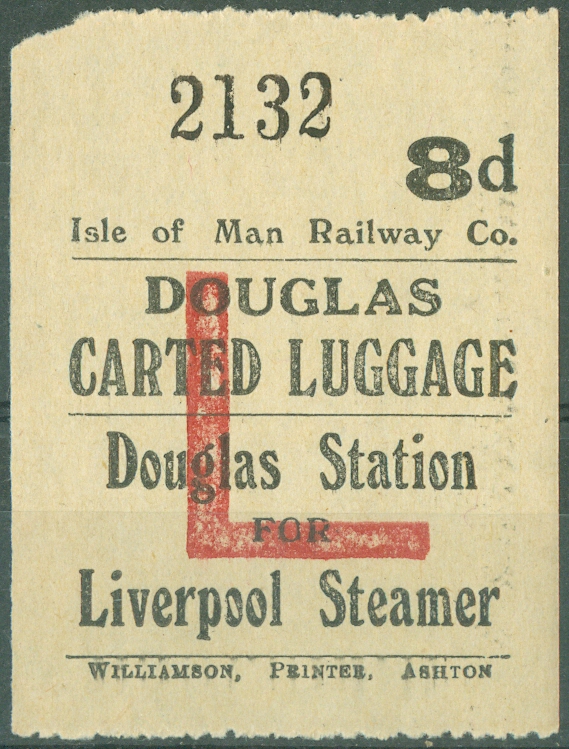 2132
8d
Isle of Man Railway Co.
DOUGLAS
CARTED LUGGAGE
Douglas Station
FOR
Liverpool Steamer
WILLIAMSON, PRINTER, ASHTON
L